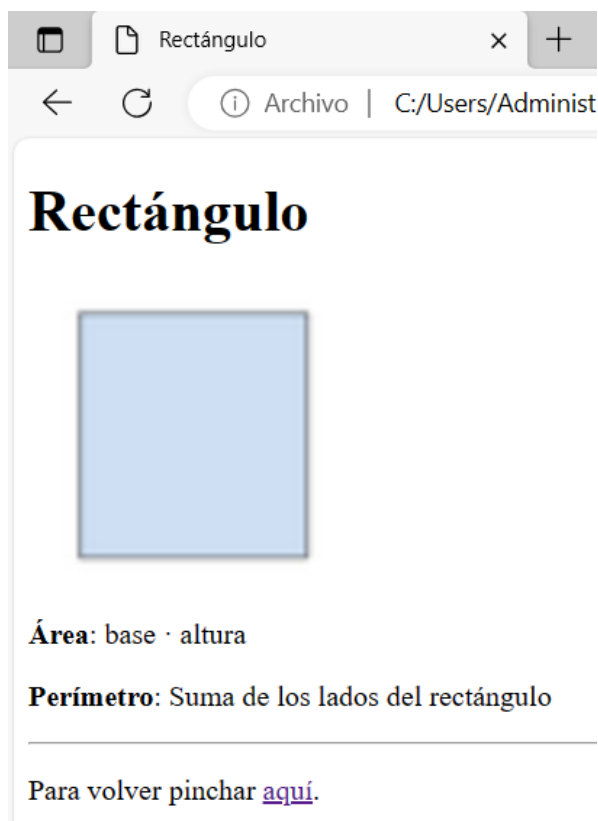 Rectángulo
Archivo | C:/Users/Administ
Rectángulo
Área: base · altura
Perímetro: Suma de los lados del rectángulo
Para volver pinchar aquí.